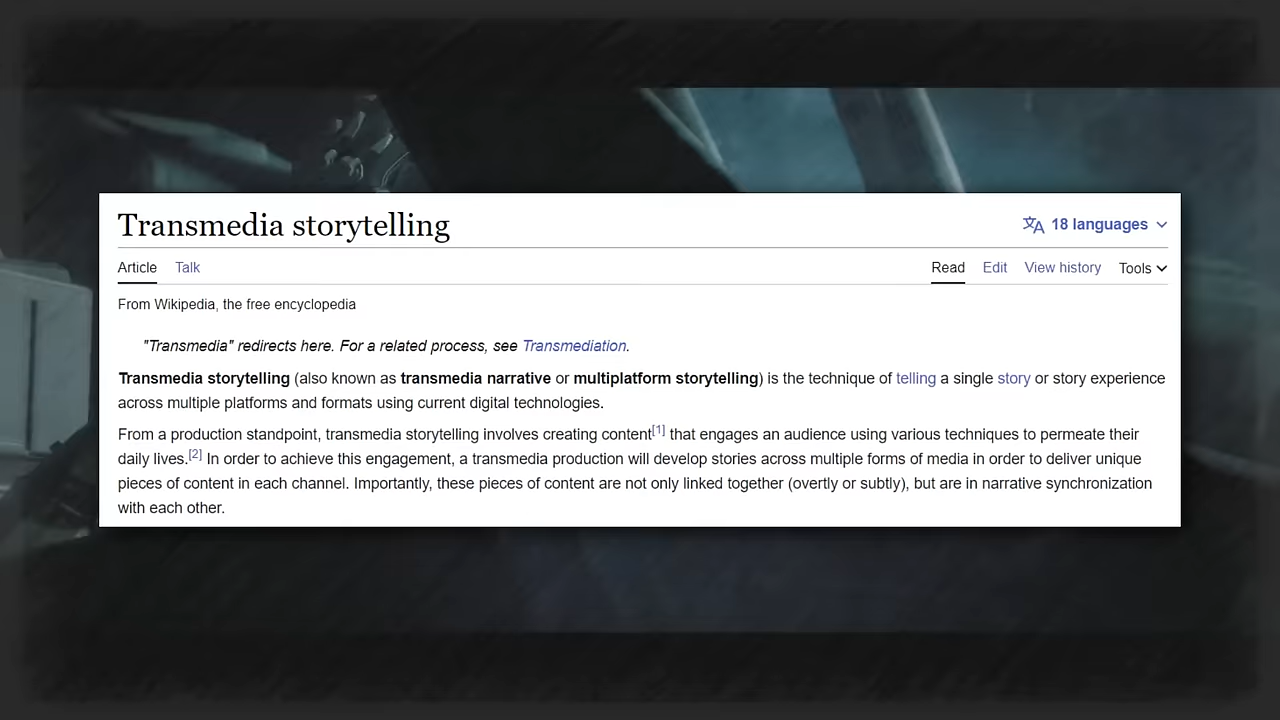 Transmedia storytelling
18 languages
Article Talk
Read Edit View history Tools
From Wikipedia, the free encyclopedia
"Transmedia" redirects here. For a related process, see Transmediation.
Transmedia storytelling (also known as transmedia narrative or multiplatform storytelling) is the technique of telling a single story or story experience
across multiple platforms and formats using current digital technologies.
From a production standpoint, transmedia storytelling involves creating content[1] that engages an audience using various techniques to permeate their
daily lives.[2] In order to achieve this engagement, a transmedia production will develop stories across multiple forms of media in order to deliver unique
pieces of content in each channel. Importantly, these pieces of content are not only linked together (overtly or subtly), but are in narrative synchronization
with each other.